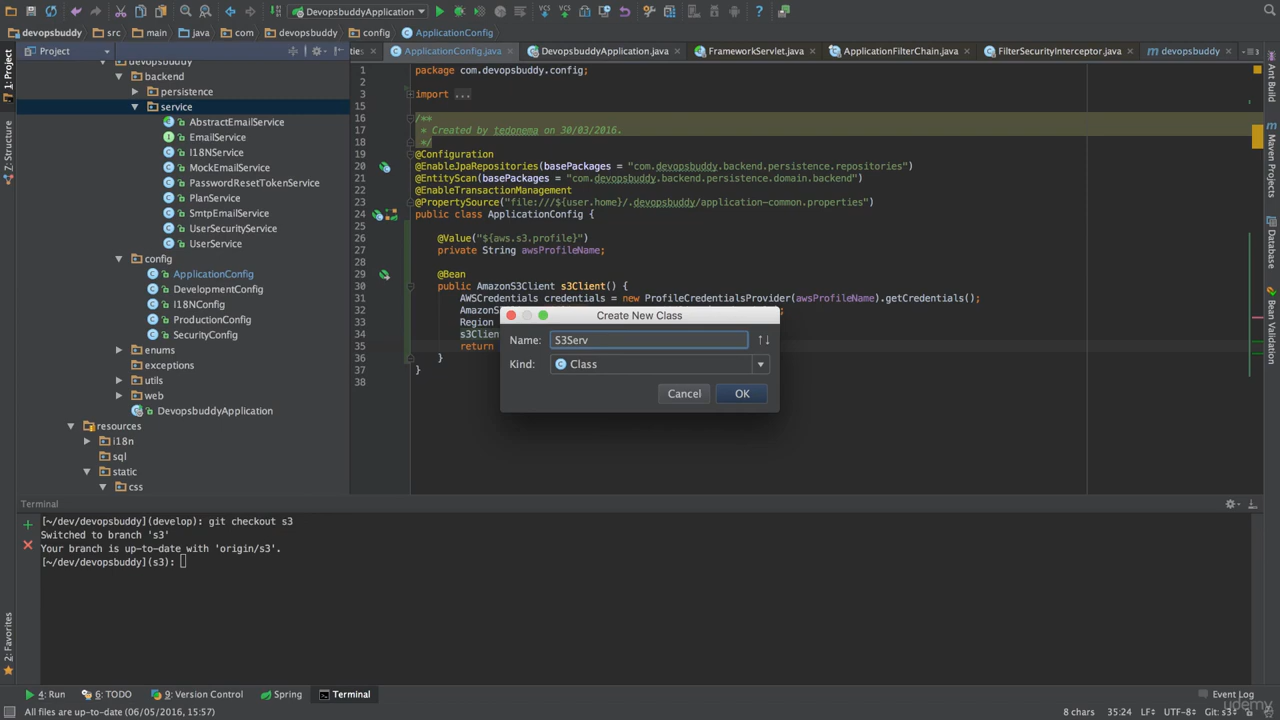 DevopsbuddyApplication
devopsbuddy
src
main
java
com
devopsbuddy
config
ApplicationConfig
Project
ties
ApplicationConfig.java
DevopsbuddyApplication.java
FrameworkServlet.java
ApplicationFilterChain.java
FilterSecurityInterceptor.java
devopsbuddy
1: Project
Structure
2: Favorites
Ant Build
Maven Projects
Database
Bean Validation
devopsbuddy
backend
persistence
service
AbstractEmailService
EmailService
I18NService
MockEmailService
PasswordResetTokenService
PlanService
SmtpEmailService
UserSecurityService
UserService
config
ApplicationConfig
DevelopmentConfig
I18NConfig
ProductionConfig
SecurityConfig
enums
exceptions
utils
web
DevopsbuddyApplication
resources
i18n
sql
static
css
1 package com.devopsbuddy.config;
2
3 import ...
15
16 /**
17 * Created by tedonema on 30/03/2016.
18 */
19 @Configuration
20 @EnableJpaRepositories(basePackages = "com.devopsbuddy.backend.persistence.repositories")
21 @EntityScan(basePackages = "com.devopsbuddy.backend.persistence.domain.backend")
22 @EnableTransactionManagement
23 @PropertySource("file:///${user.home}/.devopsbuddy/application-common.properties")
24 public class ApplicationConfig {
25
26 @Value("${aws.s3.profile}")
27 private String awsProfileName;
28
29 @Bean
30 public AmazonS3Client s3Client() {
31 AWSCredentials credentials = new ProfileCredentialsProvider(awsProfileName).getCredentials();
32 Amazon ;
33 Region
34 s3Clien
35 return
36 }
37 }
38
Create New Class
Name: S3Serv
Kind: Class
Cancel
OK
Terminal
[~/dev/devopsbuddy](develop): git checkout s3
Switched to branch 's3'
Your branch is up-to-date with 'origin/s3'.
[~/dev/devopsbuddy](s3):
4: Run
6: TODO
9: Version Control
Spring
Terminal
Event Log
All files are up-to-date (06/05/2016, 15:57)
8 chars
35:24
LF÷
UTF-8÷
Git: s3÷
udemy